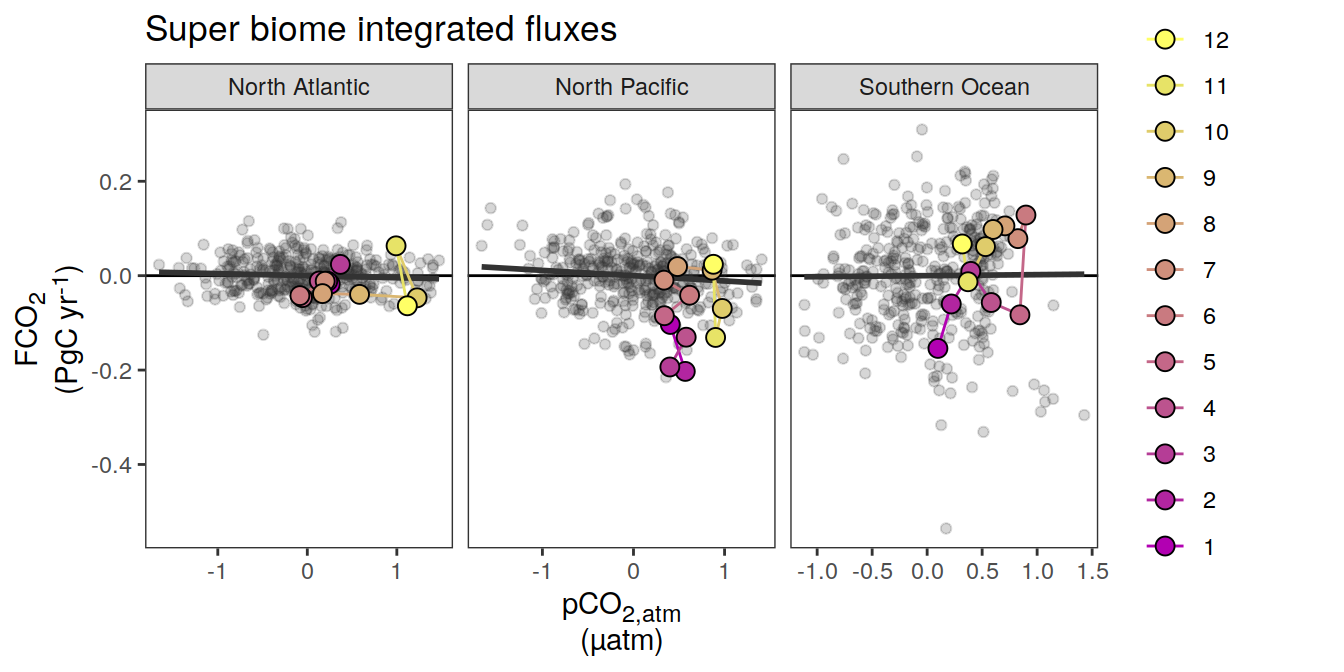 Super biome integrated fluxes
North Atlantic
North Pacific
Southern Ocean
FCO2
(PgC yr-1)
0.2
0.0
-0.2
-0.4
-1 0 1
-1 0 1
-1.0 -0.5 0.0 0.5 1.0 1.5
pCO2,atm
(µatm)
12
11
10
9
8
7
6
5
4
3
2
1